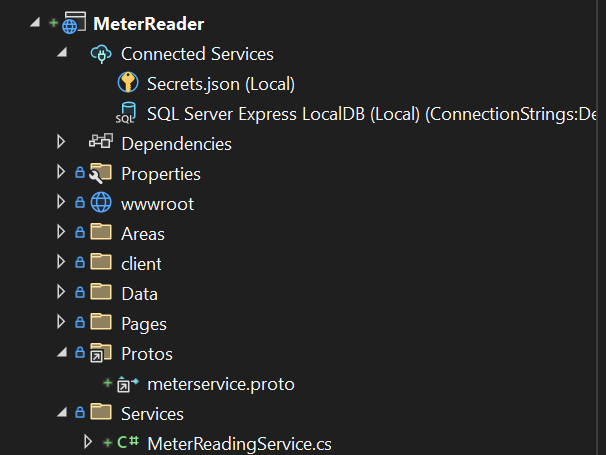 MeterReader
Connected Services
Secrets.json (Local)
SQL Server Express LocalDB (Local) (ConnectionStrings:De
Dependencies
Properties
wwwroot
Areas
client
Data
Pages
Protos
meterservice.proto
Services
C# MeterReadingService.cs